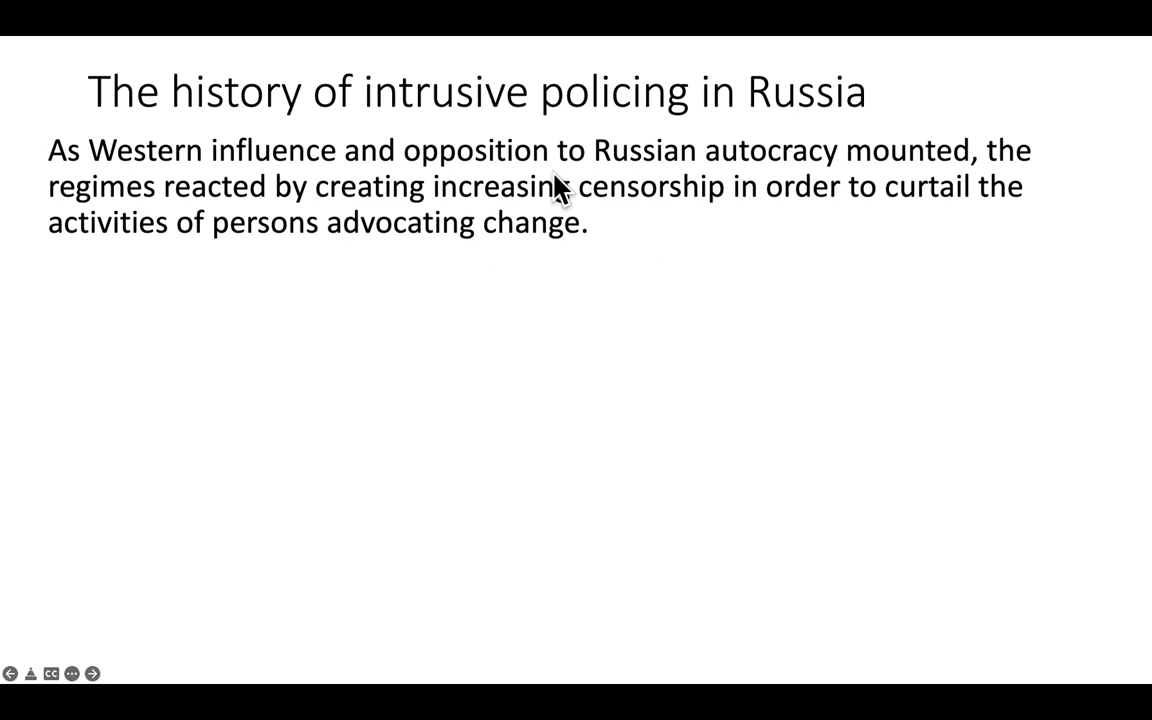 The history of intrusive policing in Russia
As Western influence and opposition to Russian autocracy mounted, the
regimes reacted by creating increasing censorship in order to curtail the
activities of persons advocating change.
CC